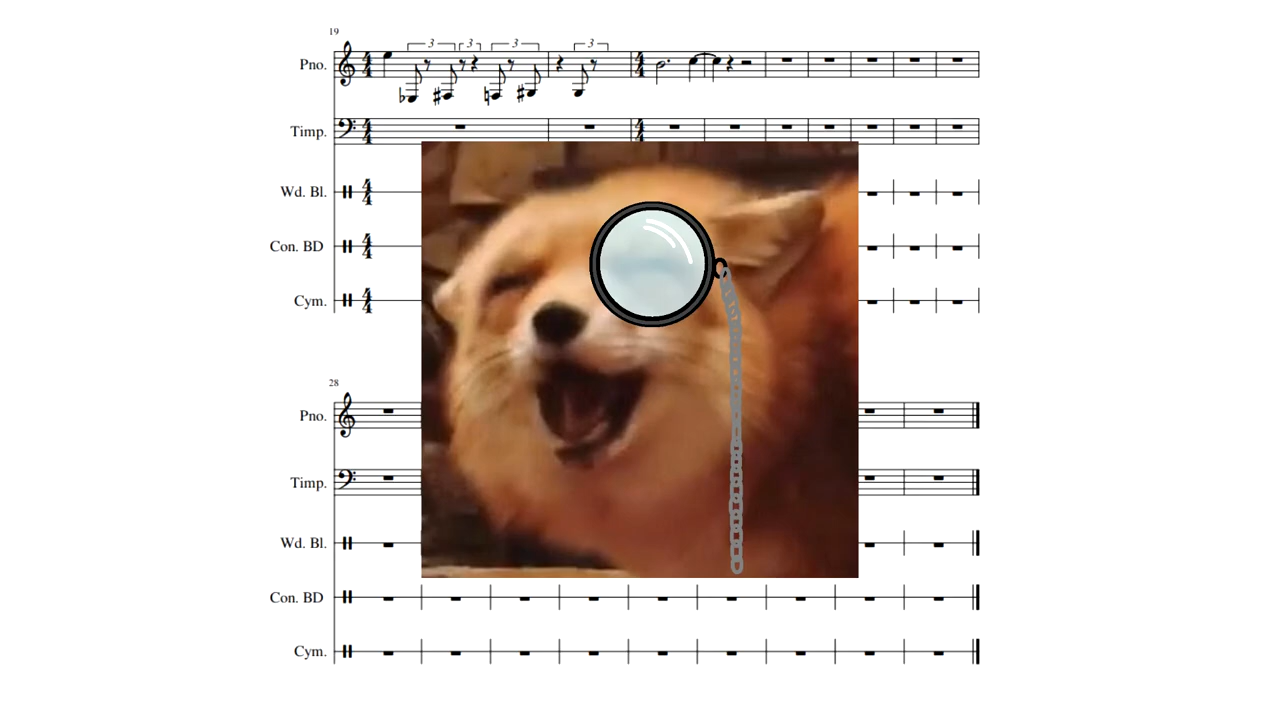 19
3 3 3 3
Pno.
Timp.
Wd. Bl.
Con. BD
Cym.
28
Pno.
Timp.
Wd. Bl.
Con. BD
Cym.